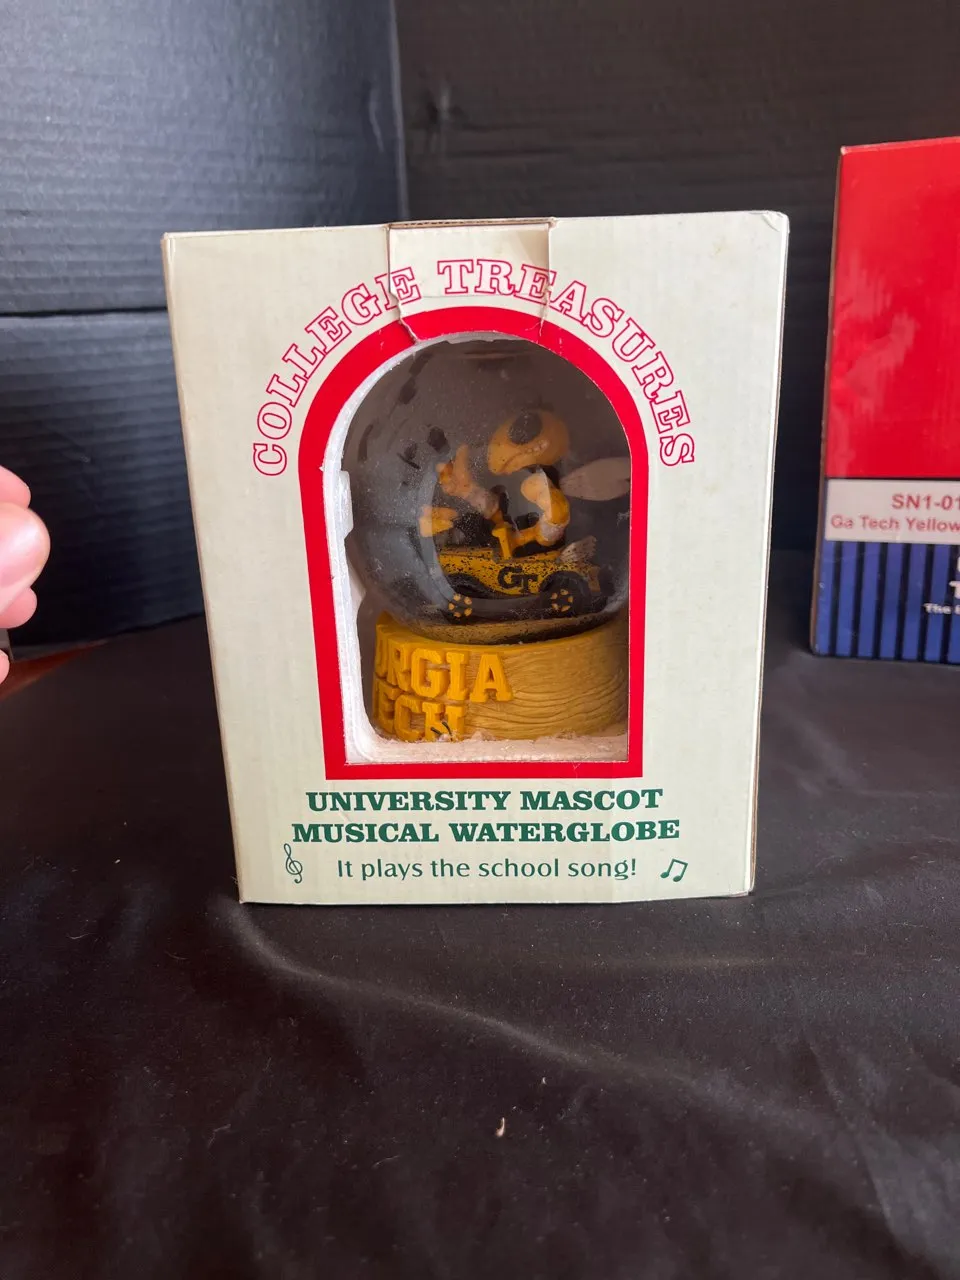 COLLEGE TREASURES
GT
ORGIA
ECH
UNIVERSITY MASCOT
MUSICAL WATERGLOBE
It plays the school song!
SN1-01
Ga Tech Yellow